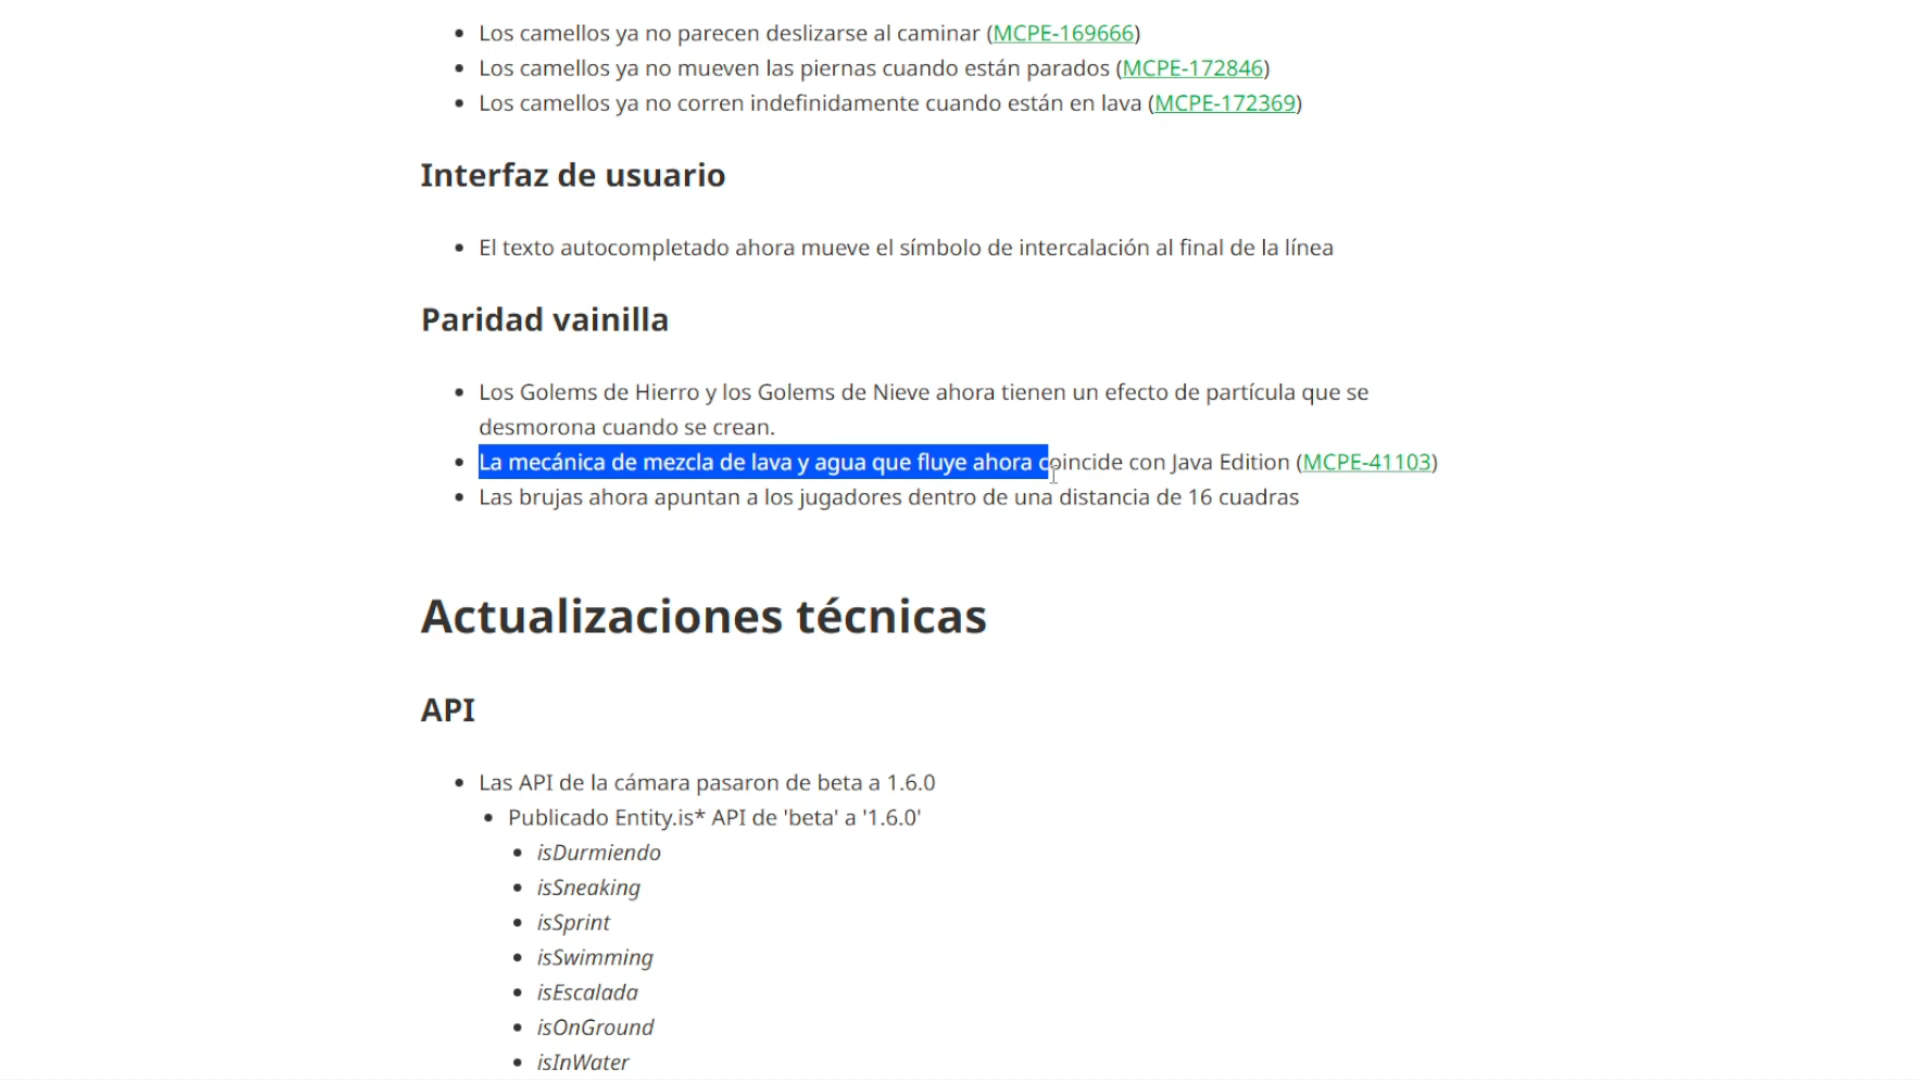 Los camellos ya no parecen deslizarse al caminar (MCPE-169666)
Los camellos ya no mueven las piernas cuando están parados (MCPE-172846)
Los camellos ya no corren indefinidamente cuando están en lava (MCPE-172369)
Interfaz de usuario
El texto autocompletado ahora mueve el símbolo de intercalación al final de la línea
Paridad vainilla
Los Golems de Hierro y los Golems de Nieve ahora tienen un efecto de partícula que se
desmorona cuando se crean.
La mecánica de mezcla de lava y agua que fluye ahora coincide con Java Edition (MCPE-41103)
Las brujas ahora apuntan a los jugadores dentro de una distancia de 16 cuadras
Actualizaciones técnicas
API
Las API de la cámara pasaron de beta a 1.6.0
Publicado Entity.is* API de 'beta' a '1.6.0'
isDurmiendo
isSneaking
isSprint
isSwimming
isEscalada
isOnGround
isInWater